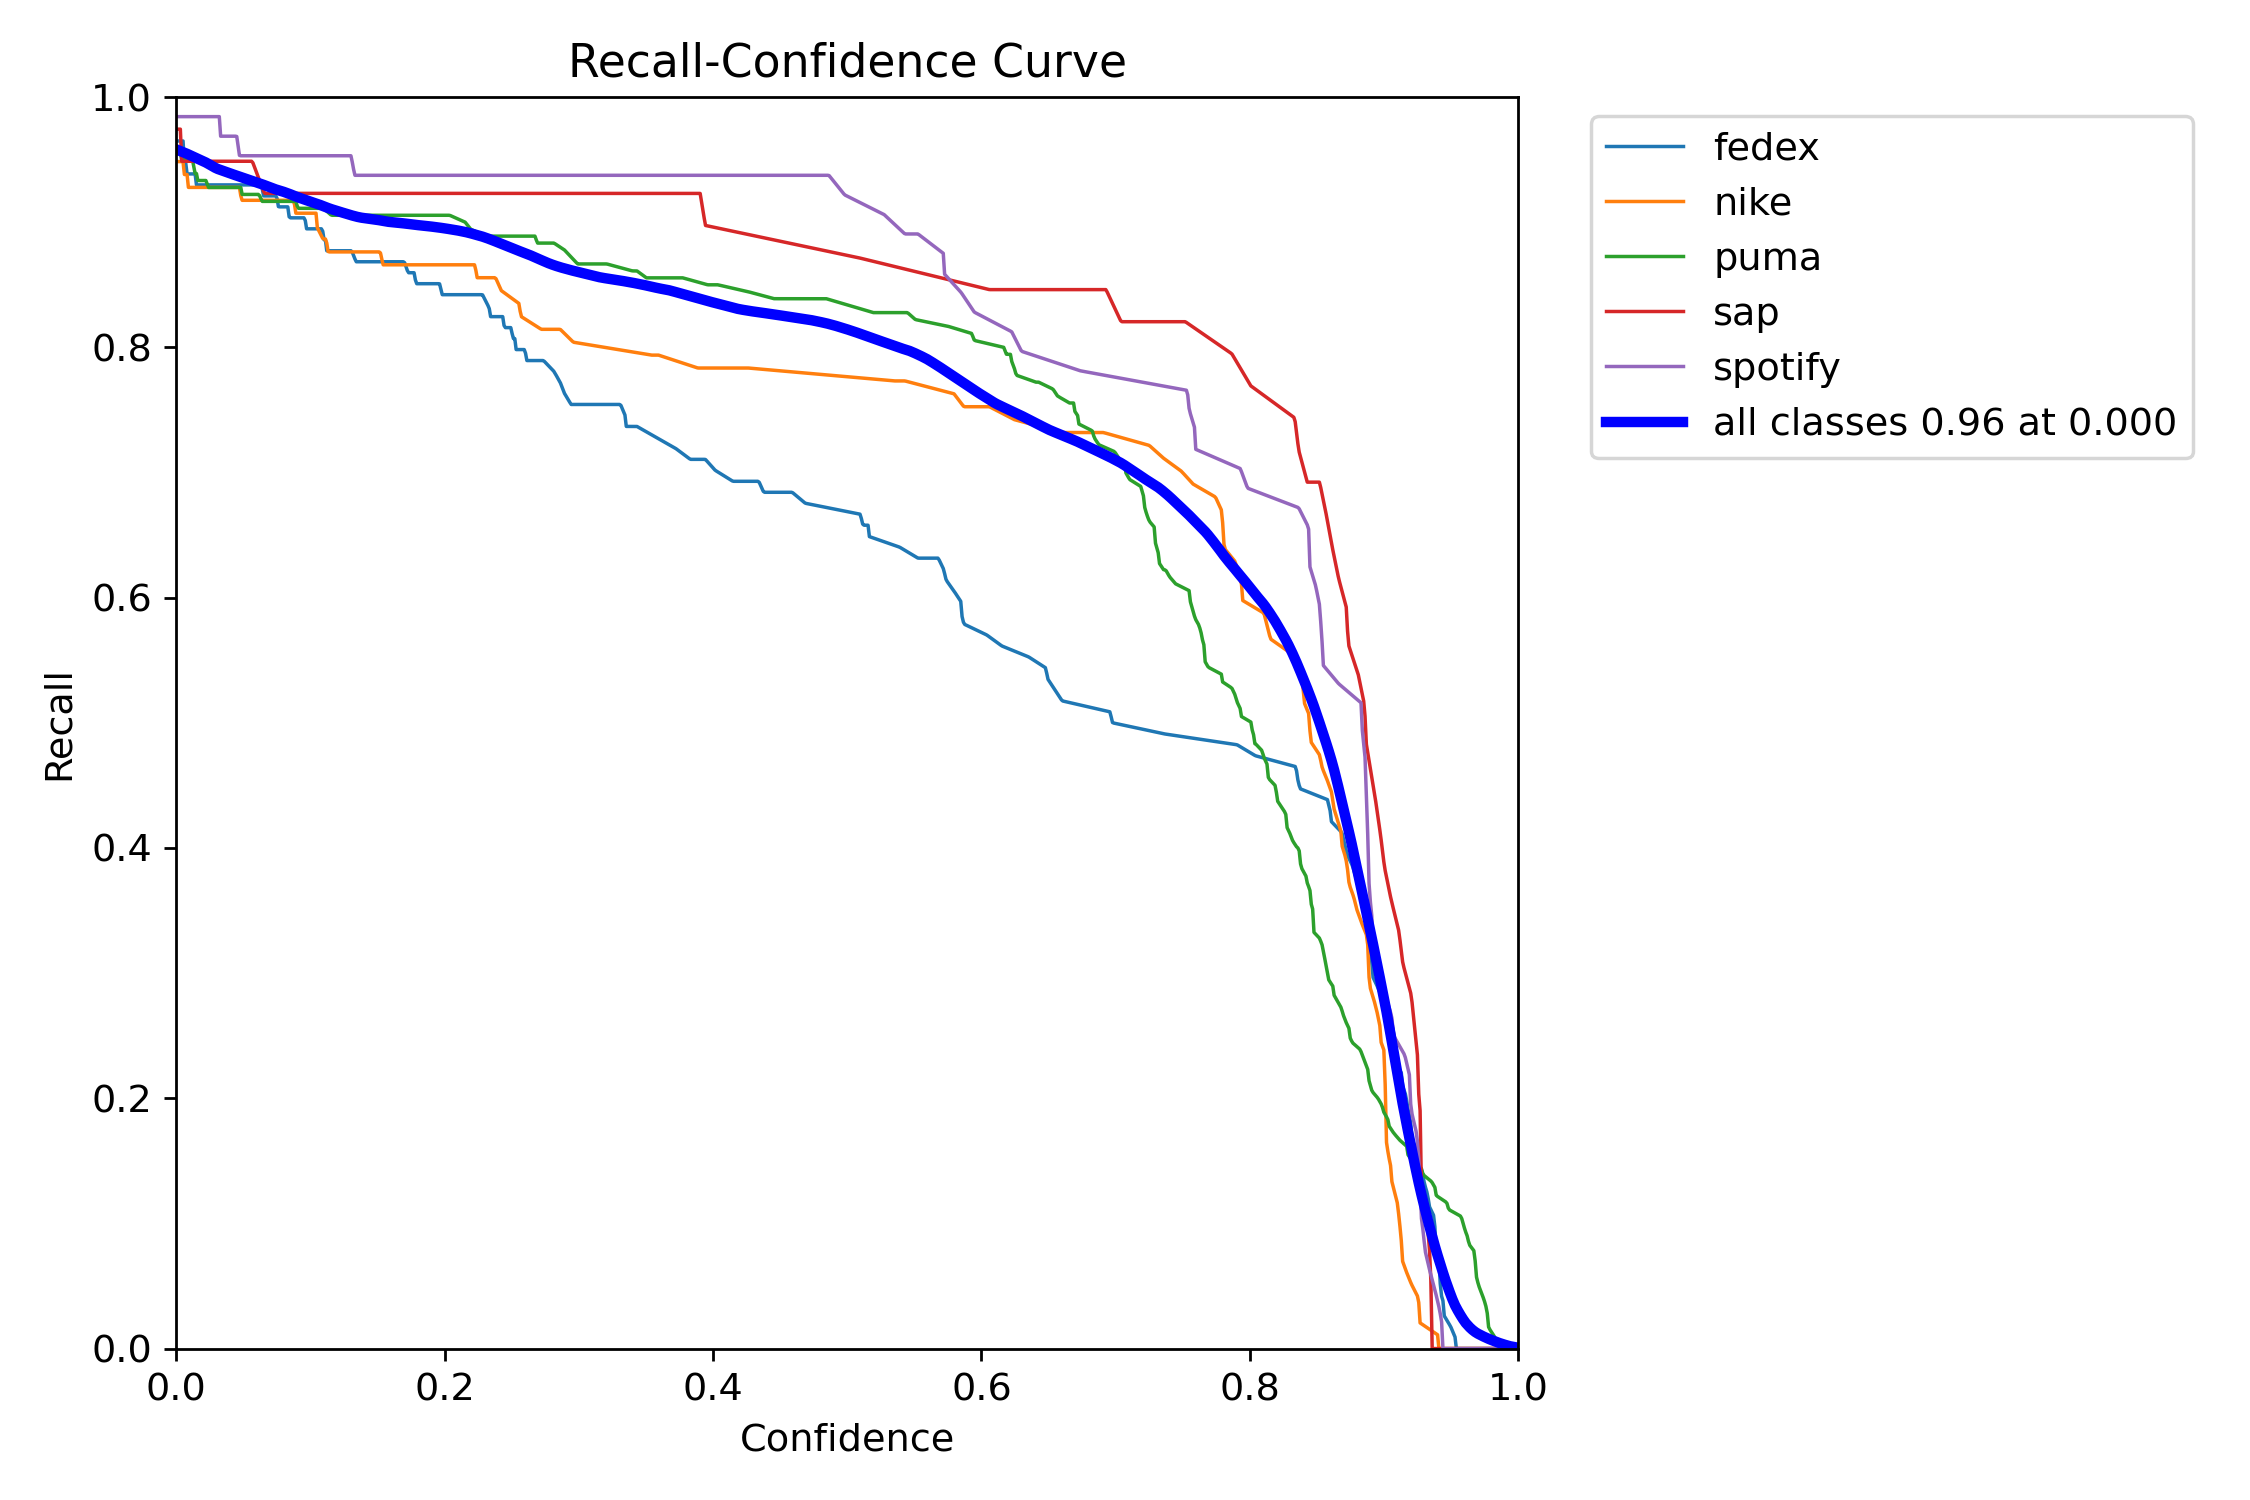 Recall-Confidence Curve
1.0
0.8
0.6
0.4
0.2
0.0
Recall
0.0 0.2 0.4 0.6 0.8 1.0
Confidence
fedex
nike
puma
sap
spotify
all classes 0.96 at 0.000